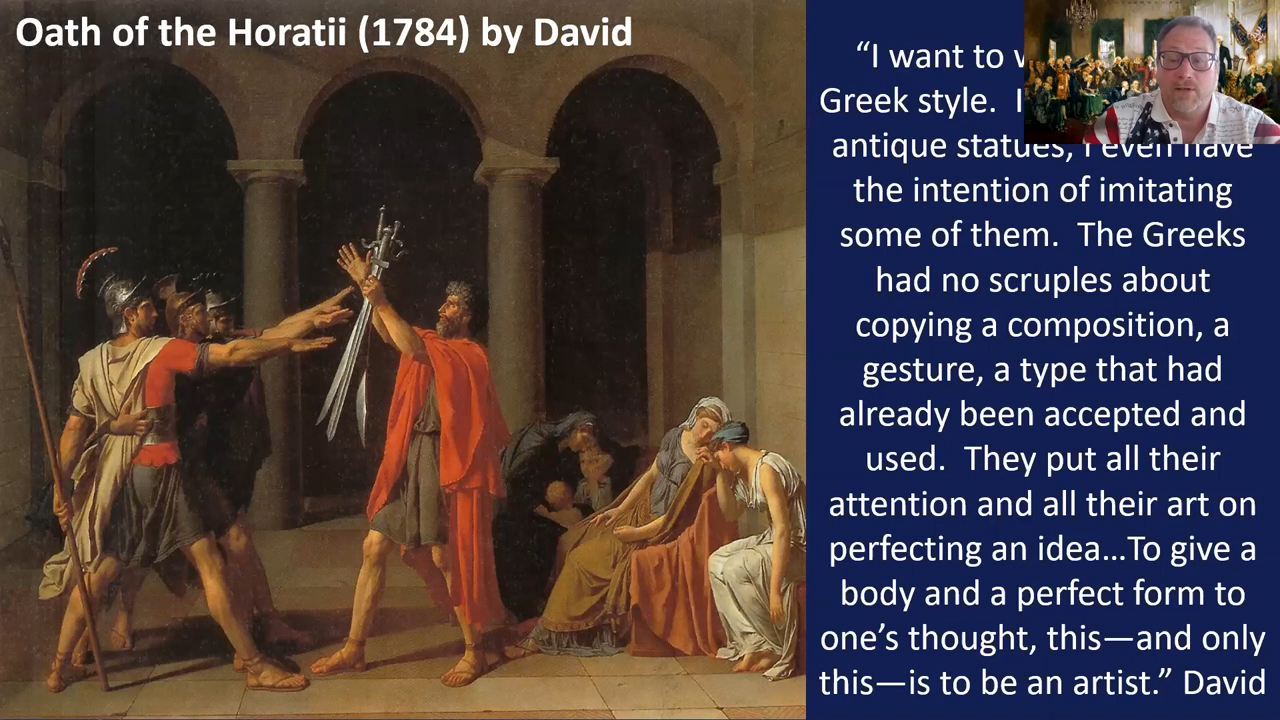 Oath of the Horatii (1784) by David
“I want to
Greek style.
antique statues, I even have
the intention of imitating
some of them.  The Greeks
had no scruples about
copying a composition, a
gesture, a type that had
already been accepted and
used.  They put all their
attention and all their art on
perfecting an idea…To give a
body and a perfect form to
one’s thought, this—and only
this—is to be an artist.” David